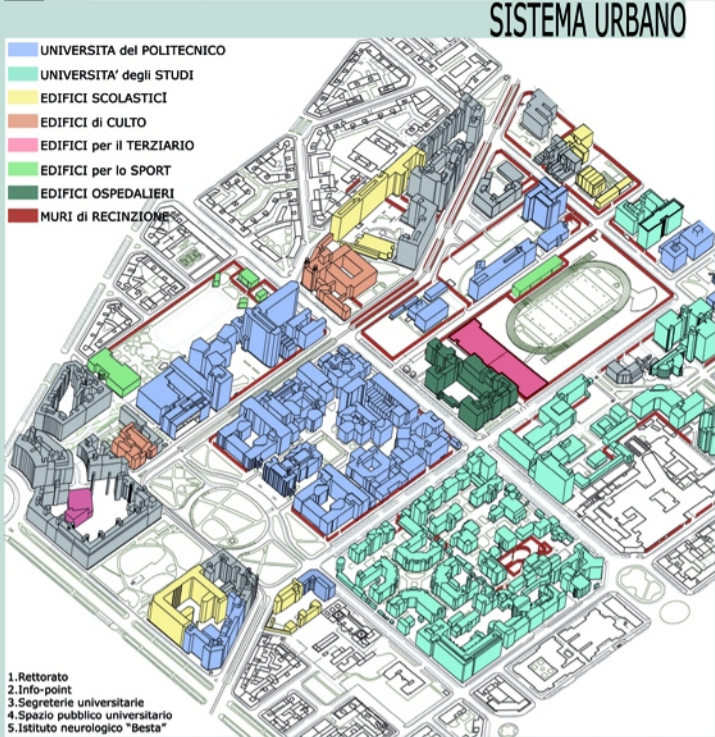 SISTEMA URBANO
UNIVERSITA del POLITECNICO
UNIVERSITA' degli STUDI
EDIFICI SCOLASTICI
EDIFICI di CULTO
EDIFICI per il TERZIARIO
EDIFICI per lo SPORT
EDIFICI OSPEDALIERI
MURI di RECINZIONE
1.Rettorato
2.Info-point
3.Segreterie universitarie
4.Spazio pubblico universitario
5.Istituto neurologico "Besta"